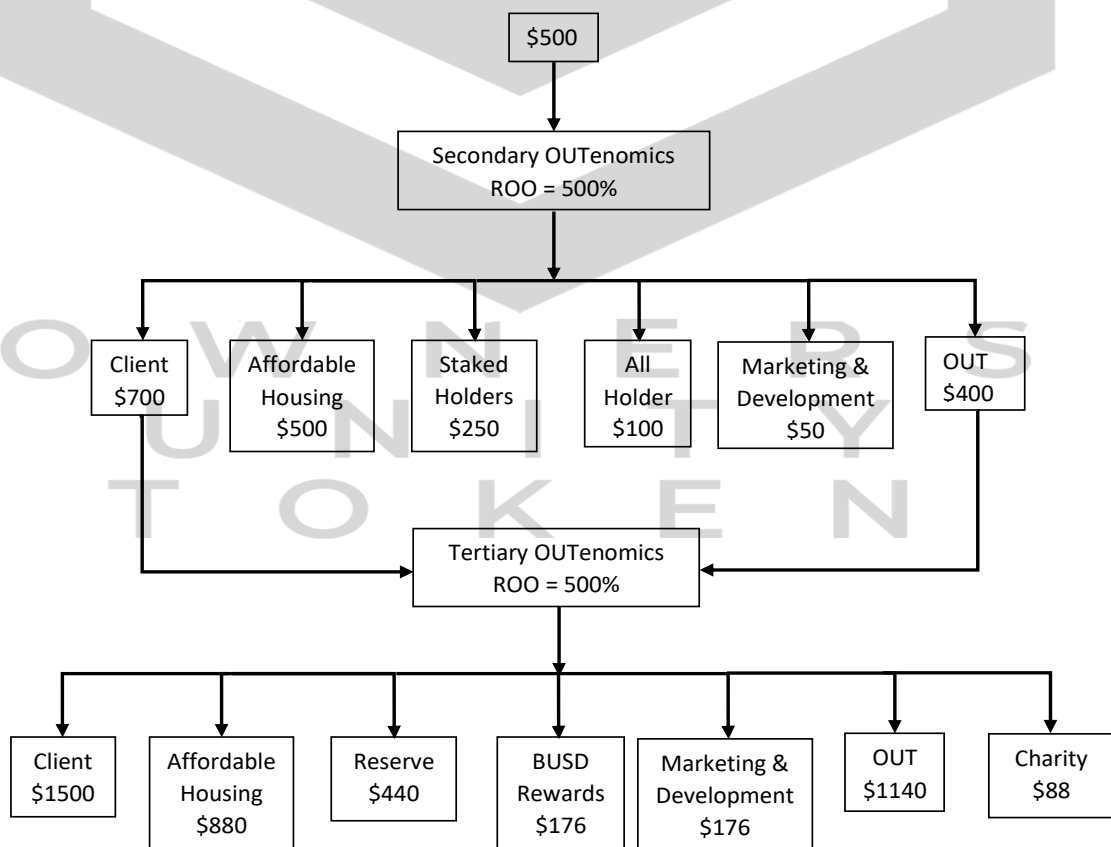 $500
Secondary OUTenomics
ROO = 500%
Client
$700
Affordable
Housing
$500
Staked
Holders
$250
All
Holder
$100
Marketing &
Development
$50
OUT
$400
OWNERS
UNITY
TOKEN
Tertiary OUTenomics
ROO = 500%
Client
$1500
Affordable
Housing
$880
Reserve
$440
BUSD
Rewards
$176
Marketing &
Development
$176
OUT
$1140
Charity
$88